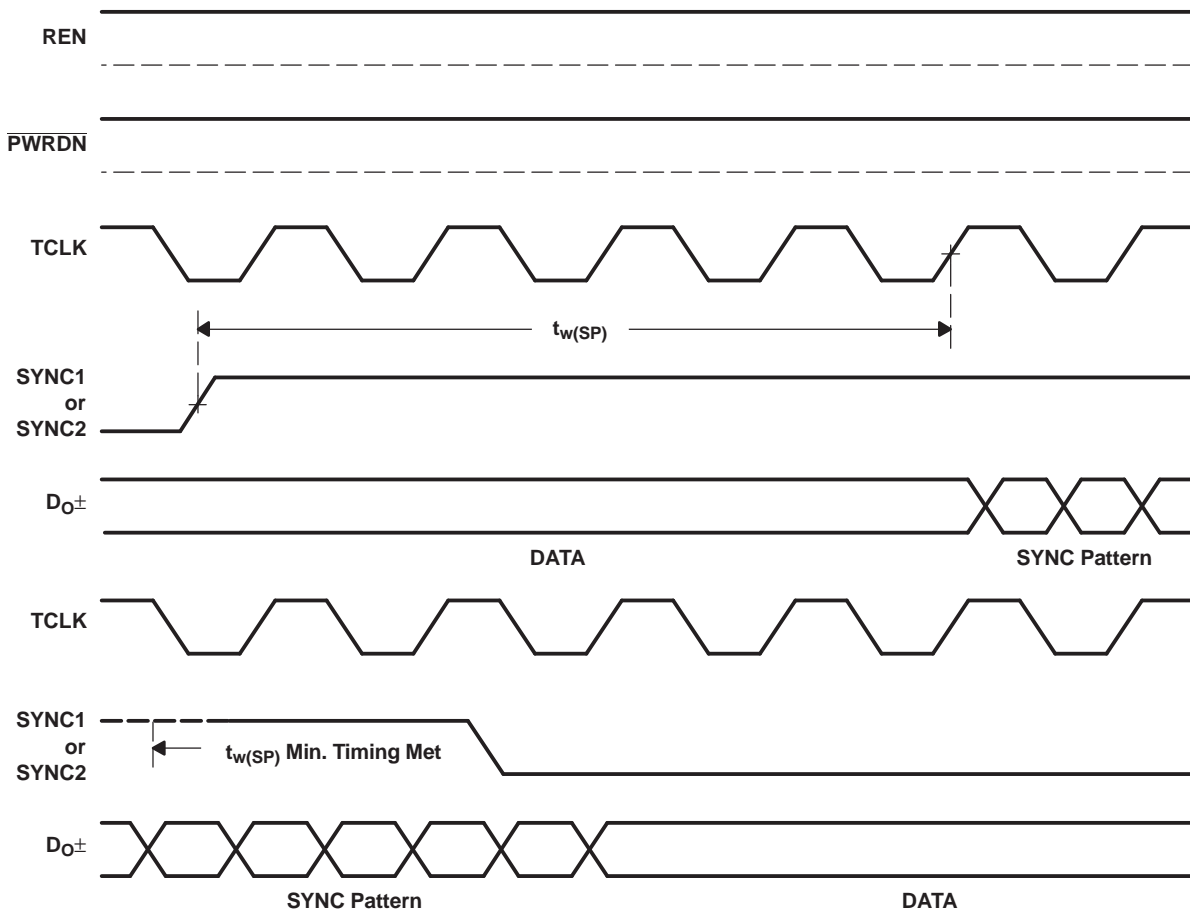 REN
PWRDN
TCLK
tw(SP)
SYNC1
or
SYNC2
DO±
DATA
SYNC Pattern
TCLK
SYNC1
or
SYNC2
tw(SP) Min. Timing Met
DO±
SYNC Pattern
DATA